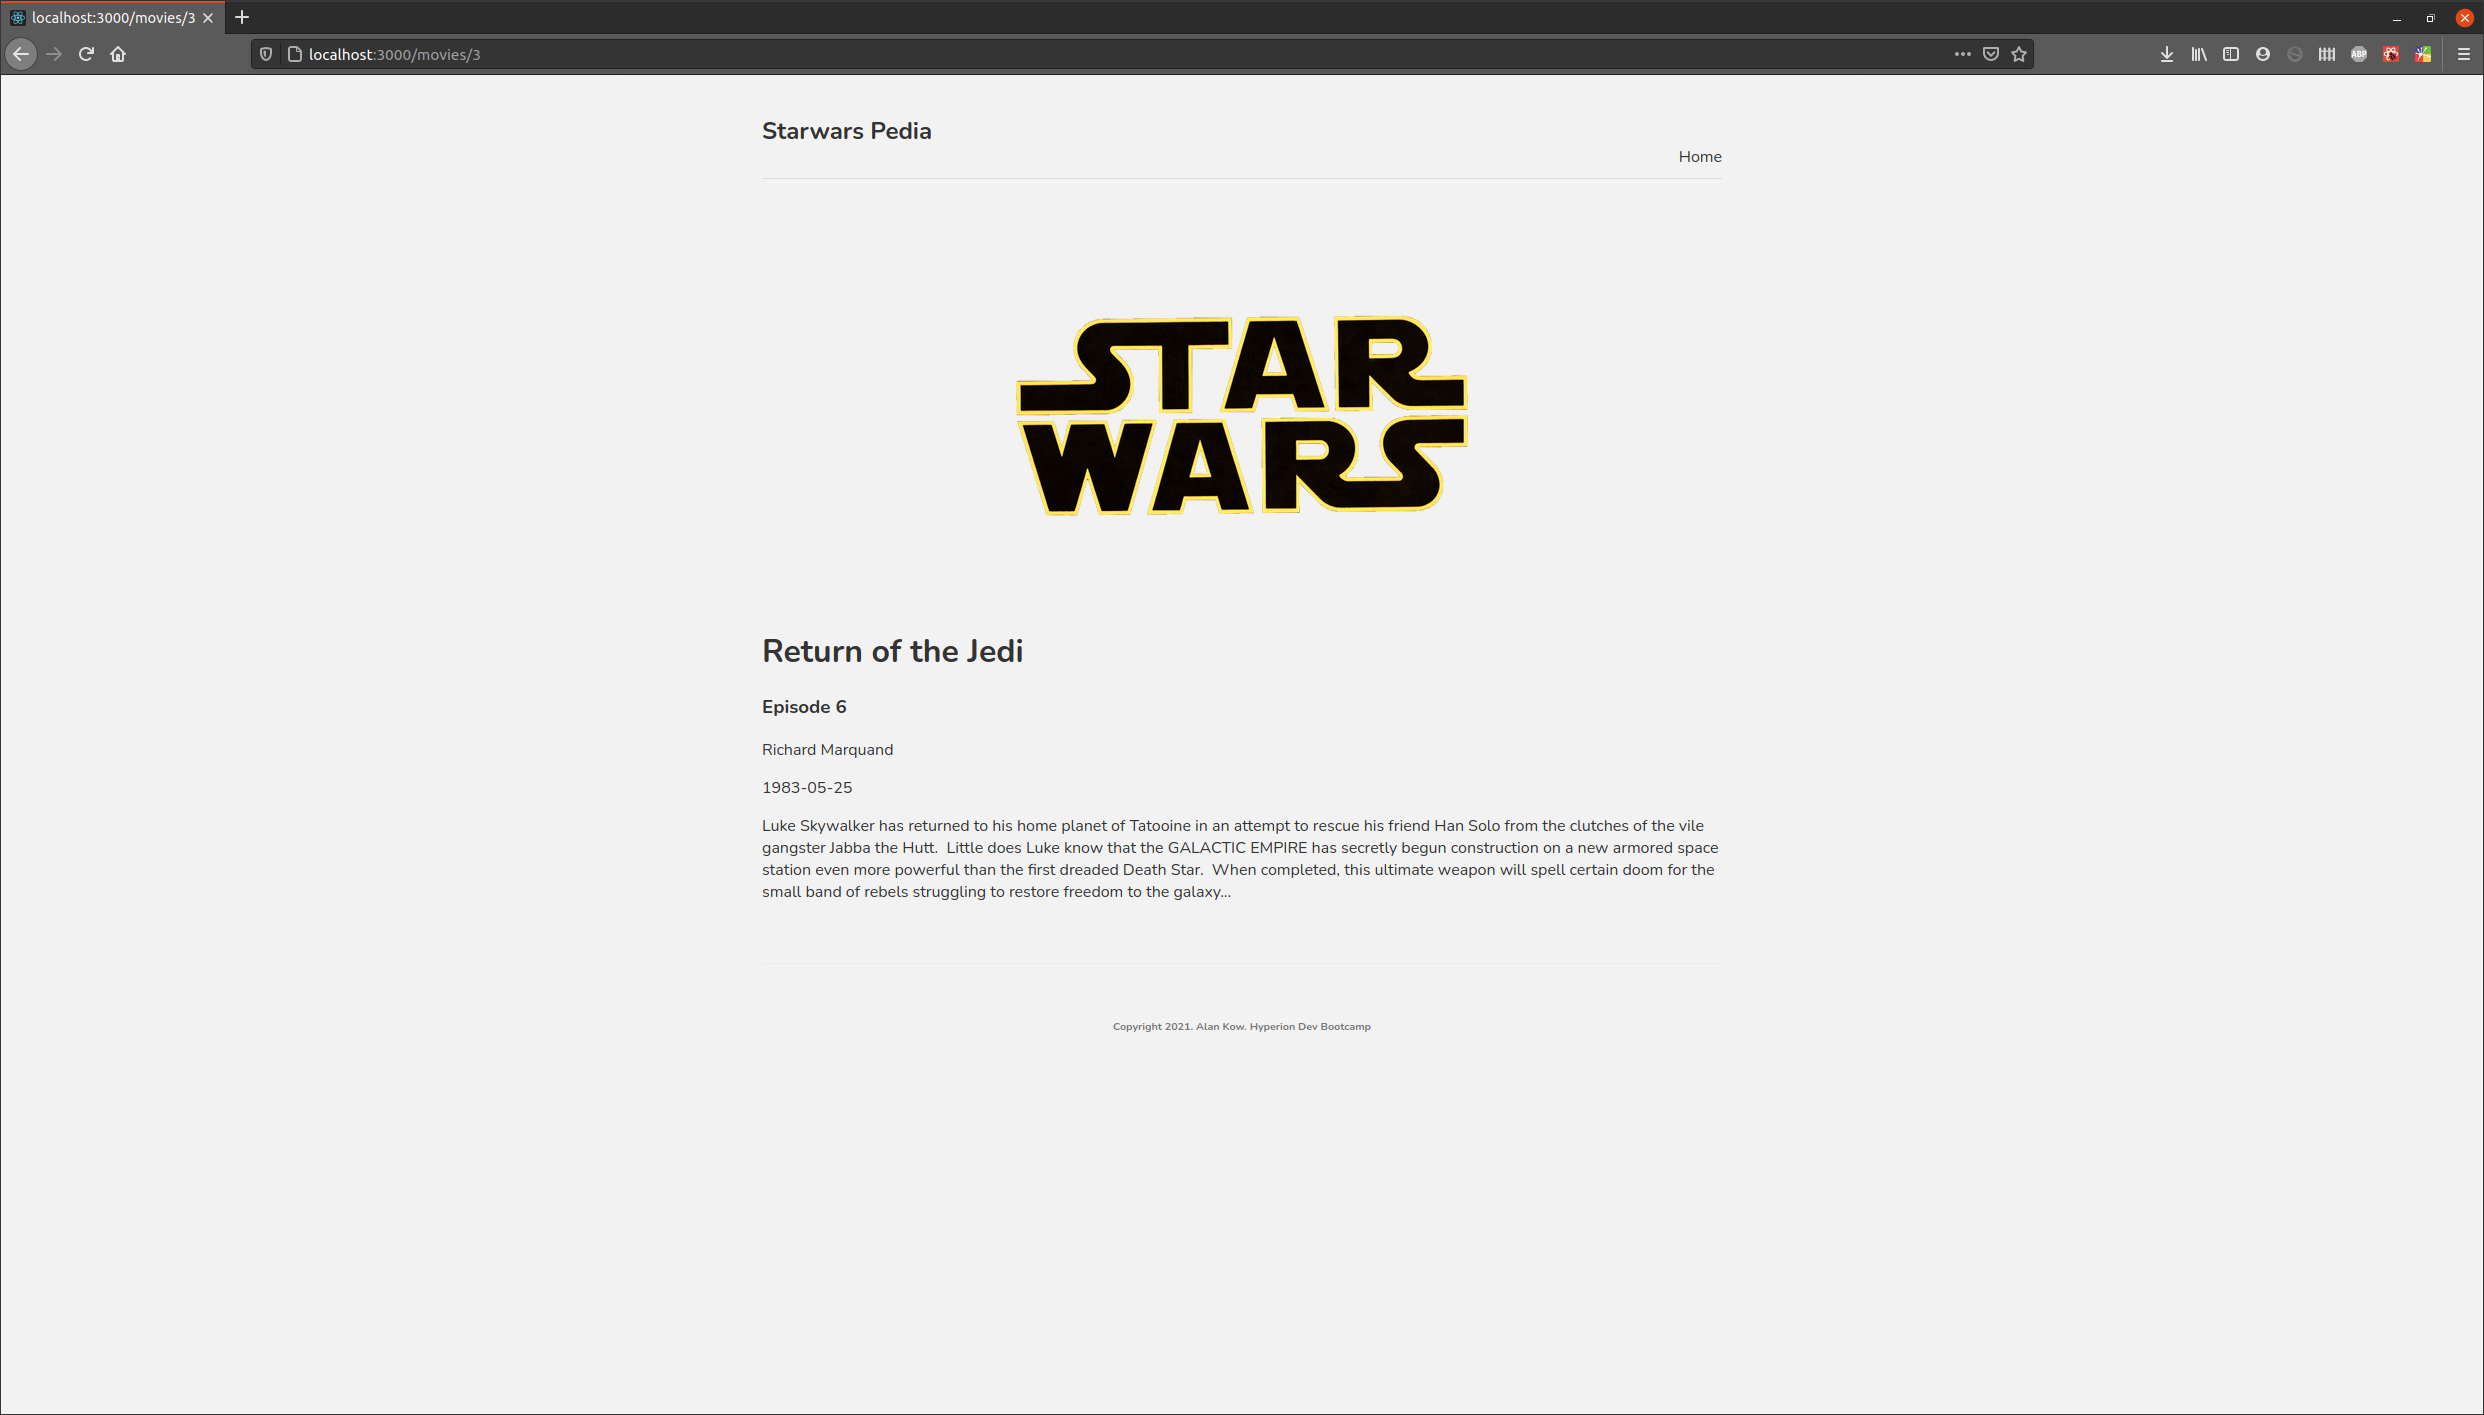 localhost:3000/movies/3
localhost:3000/movies/3
ABP
Starwars Pedia
Home
STAR
WARS
Return of the Jedi
Episode 6
Richard Marquand
1983-05-25
Luke Skywalker has returned to his home planet of Tatooine in an attempt to rescue his friend Han Solo from the clutches of the vile
gangster Jabba the Hutt.  Little does Luke know that the GALACTIC EMPIRE has secretly begun construction on a new armored space
station even more powerful than the first dreaded Death Star.  When completed, this ultimate weapon will spell certain doom for the
small band of rebels struggling to restore freedom to the galaxy...
Copyright 2021. Alan Kow. Hyperion Dev Bootcamp